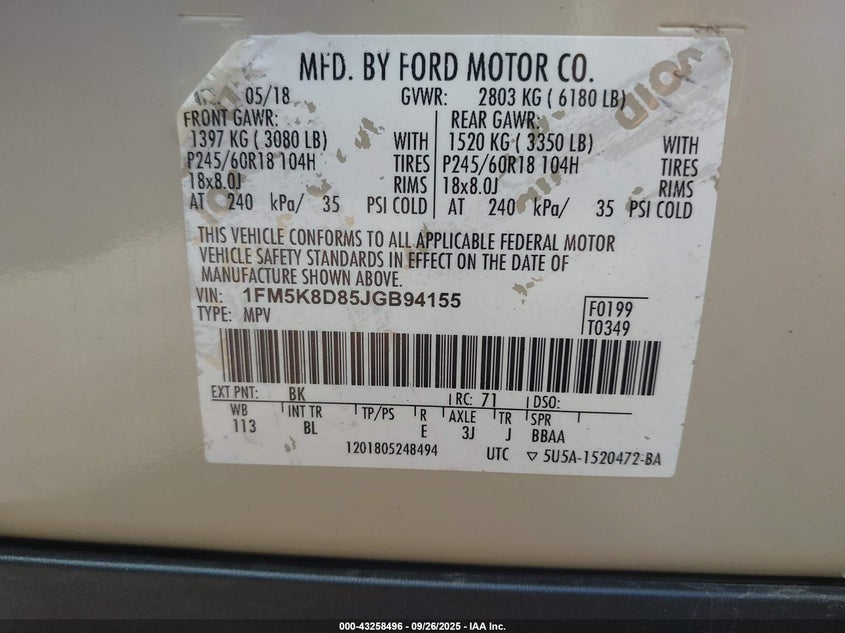 MFD. BY FORD MOTOR CO.
05/18 GVWR: 2803 KG ( 6180 LB)
FRONT GAWR: REAR GAWR:
1397 KG ( 3080 LB) WITH 1520 KG ( 3350 LB) WITH
P245/60R18 104H TIRES P245/60R18 104H TIRES
18x8.0J RIMS 18x8.0J RIMS
AT 240 kPa/ 35 PSI COLD AT 240 kPa/ 35 PSI COLD
THIS VEHICLE CONFORMS TO ALL APPLICABLE FEDERAL MOTOR
VEHICLE SAFETY STANDARDS IN EFFECT ON THE DATE OF
MANUFACTURE SHOWN ABOVE.
VIN: 1FM5K8D85JGB94155
TYPE: MPV
F0199
T0349
EXT PNT: BK RC: 71 DSO:
WB INT TR TP/PS R AXLE TR SPR
113 BL E 3J J BBAA
1201805248494 UTC ▽ 5U5A-1520472-BA
000-43258496 - 09/26/2025 - IAA Inc.